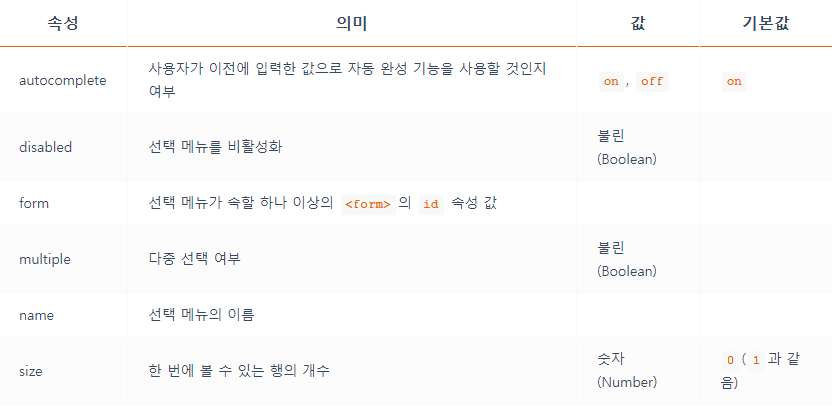 속성 의미 값 기본값
autocomplete 사용자가 이전에 입력한 값으로 자동 완성 기능을 사용할 것인지 여부 on , off on
disabled 선택 메뉴를 비활성화 불린 (Boolean)
form 선택 메뉴가 속할 하나 이상의 <form>의 id 속성 값
multiple 다중 선택 여부 불린 (Boolean)
name 선택 메뉴의 이름
size 한 번에 볼 수 있는 행의 개수 숫자 (Number) 0 ( 1 과 같음)